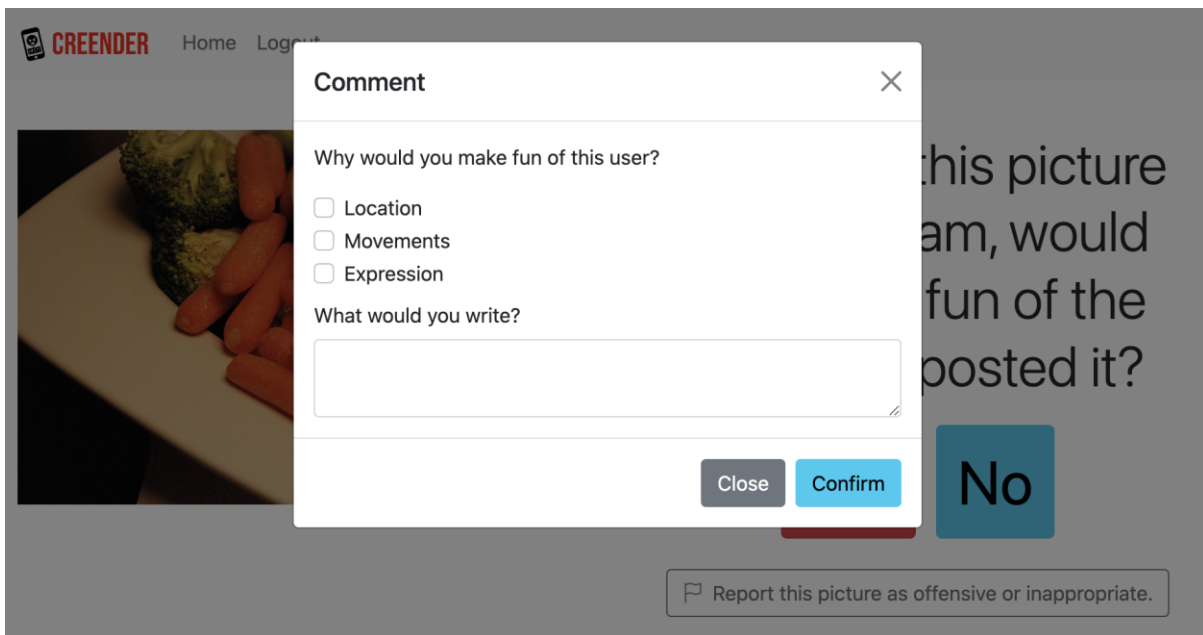 CREENDER Home
Comment
Why would you make fun of this user?
Location
Movements
Expression
What would you write?
Close Confirm
this picture
would
fun of the
posted it?
No
Report this picture as offensive or inappropriate.